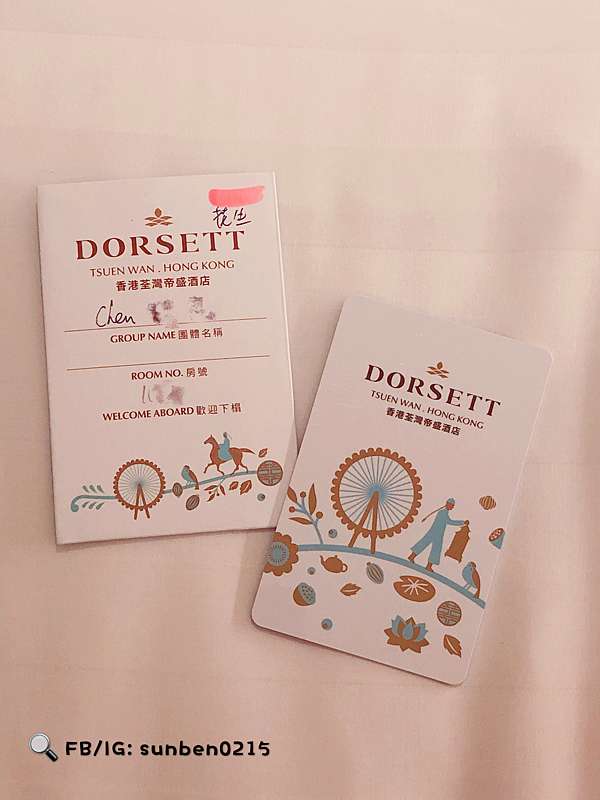 花生
DORSETT
TSUEN WAN . HONG KONG
香港荃灣帝盛酒店
Chen
GROUP NAME 團體名稱
ROOM NO. 房號
WELCOME ABOARD 歡迎下榻
DORSETT
TSUEN WAN . HONG KONG
香港荃灣帝盛酒店
FB/IG: sunben0215